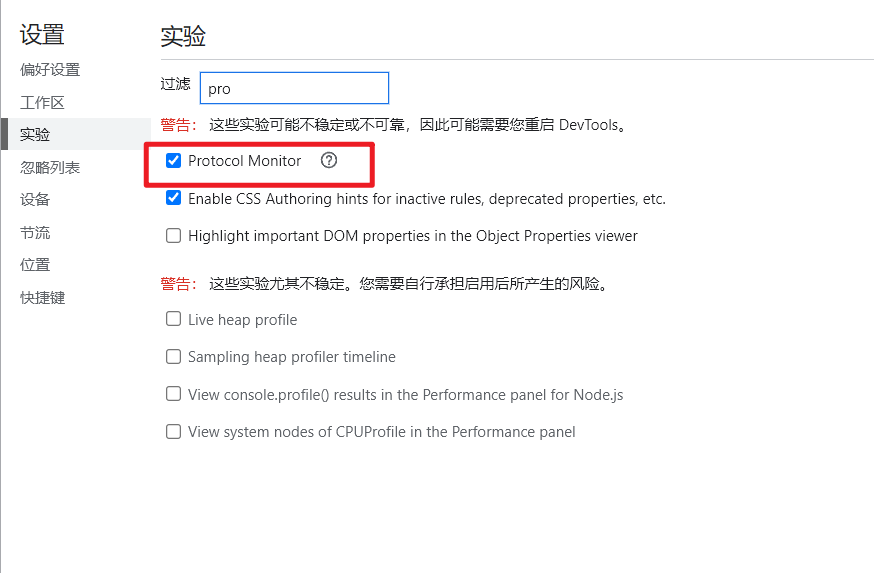 设置
偏好设置
工作区
实验
忽略列表
设备
节流
位置
快捷键
实验
过滤 pro
警告： 这些实验可能不稳定或不可靠，因此可能需要您重启 DevTools。
Protocol Monitor ?
Enable CSS Authoring hints for inactive rules, deprecated properties, etc.
Highlight important DOM properties in the Object Properties viewer
警告： 这些实验尤其不稳定。您需要自行承担启用后所产生的风险。
Live heap profile
Sampling heap profiler timeline
View console.profile() results in the Performance panel for Node.js
View system nodes of CPUProfile in the Performance panel